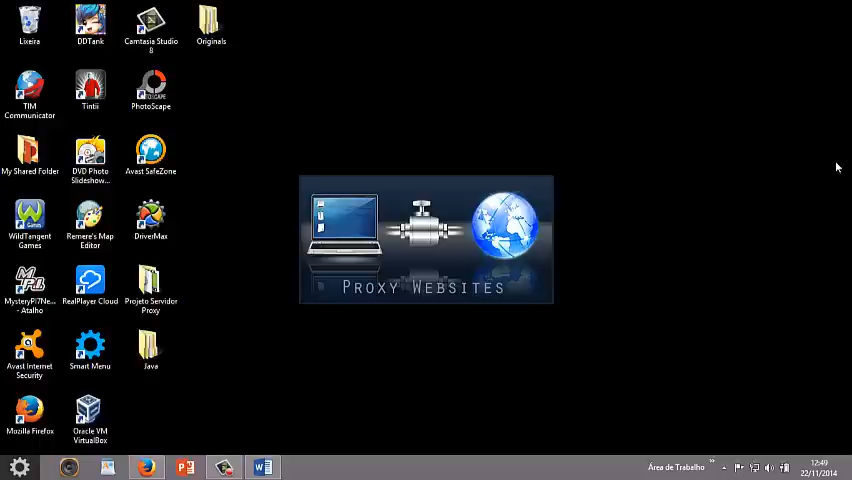 Lixeira
DDTank
Camtasia Studio
8
Originals
TIM
Communicator
Tintii
PhotoScape
My Shared Folder
DVD Photo
Slideshow...
Avast SafeZone
WildTangent
Games
Remere's Map
Editor
DriverMax
MysteryPI7Ne...
- Atalho
RealPlayer Cloud
Projeto Servidor
Proxy
Avast Internet
Security
Smart Menu
Java
Mozilla Firefox
Oracle VM
VirtualBox
PROXY WEBSITES
Área de Trabalho
12:49
22/11/2014